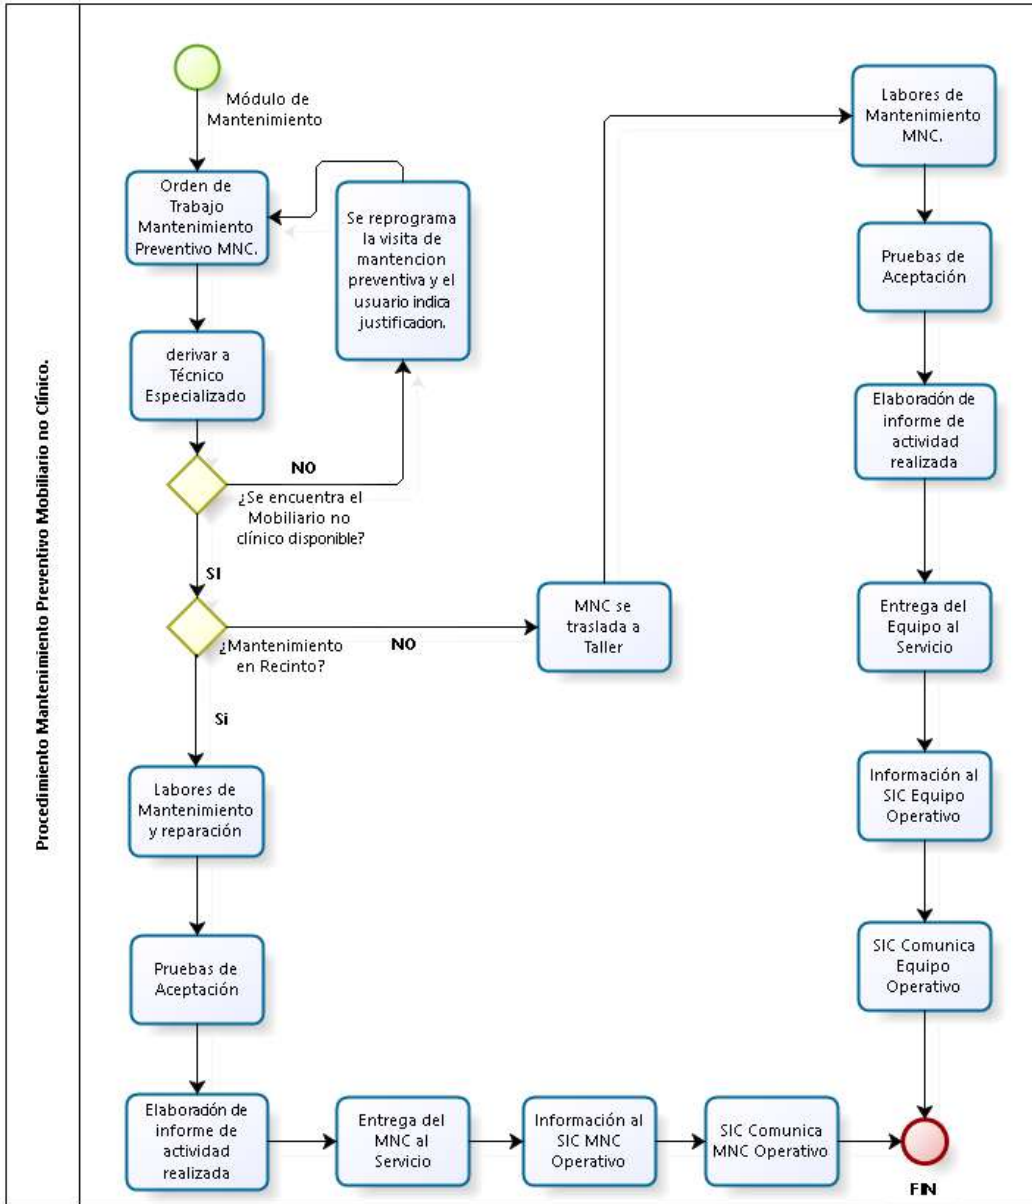 Procedimiento Mantenimiento Preventivo Mobiliario no Clínico.
Módulo de
Mantenimiento
Orden de
Trabajo
Mantenimiento
Preventivo MNC.
Se reprograma
la visita de
mantencion
preventiva y el
usuario indica
justificacion.
derivar a
Técnico
Especializado
NO
¿Se encuentra el
Mobiliario no
clínico disponible?
SI
¿Mantenimiento
en Recinto?
NO
MNC se
traslada a
Taller
Si
Labores de
Mantenimiento
y reparación
Pruebas de
Aceptación
Elaboración de
informe de
actividad
realizada
Entrega del
MNC al
Servicio
Información al
SIC MNC
Operativo
SIC Comunica
MNC Operativo
Labores de
Mantenimiento
MNC.
Pruebas de
Aceptación
Elaboración de
informe de
actividad
realizada
Entrega del
Equipo al
Servicio
Información al
SIC Equipo
Operativo
SIC Comunica
Equipo
Operativo
FIN